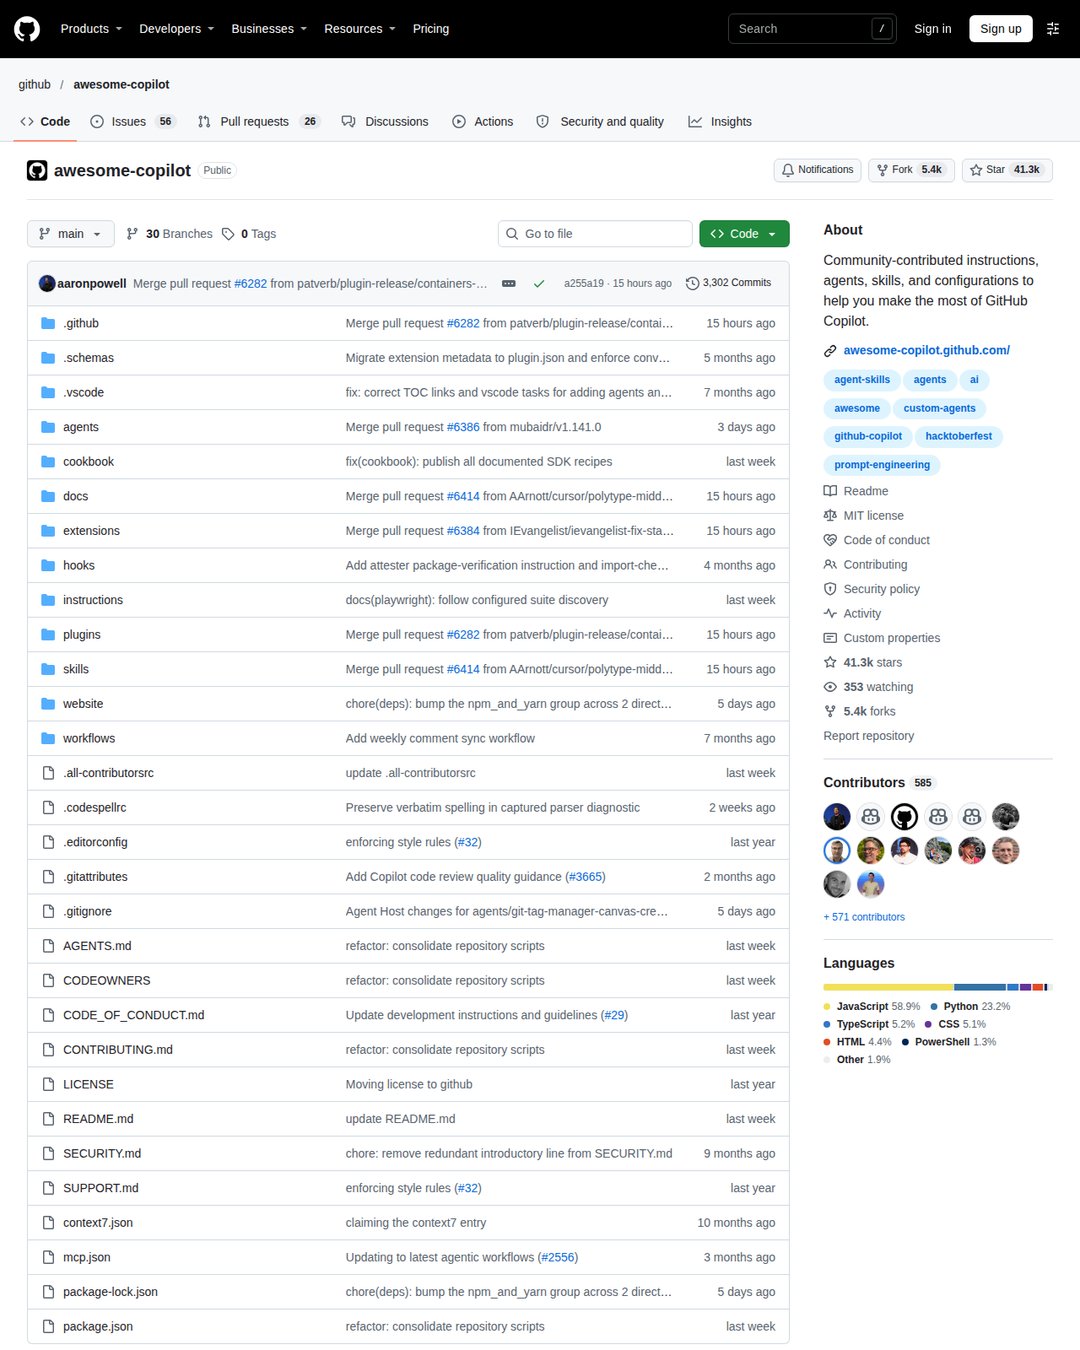 Products Developers Businesses Resources Pricing Search / Sign in Sign up
github / awesome-copilot
Code Issues 56 Pull requests 26 Discussions Actions Security and quality Insights
awesome-copilot Public Notifications Fork 5.4k Star 41.3k
main 30 Branches 0 Tags Go to file Code
aaronpowell Merge pull request #6282 from patverb/plugin-release/containers-… a255a19 · 15 hours ago 3,302 Commits
.github Merge pull request #6282 from patverb/plugin-release/contai… 15 hours ago
.schemas Migrate extension metadata to plugin.json and enforce conv… 5 months ago
.vscode fix: correct TOC links and vscode tasks for adding agents an… 7 months ago
agents Merge pull request #6386 from mubaidr/v1.141.0 3 days ago
cookbook fix(cookbook): publish all documented SDK recipes last week
docs Merge pull request #6414 from AArnott/cursor/polytype-midd… 15 hours ago
extensions Merge pull request #6384 from IEvangelist/ievangelist-fix-sta… 15 hours ago
hooks Add attester package-verification instruction and import-che… 4 months ago
instructions docs(playwright): follow configured suite discovery last week
plugins Merge pull request #6282 from patverb/plugin-release/contai… 15 hours ago
skills Merge pull request #6414 from AArnott/cursor/polytype-midd… 15 hours ago
website chore(deps): bump the npm_and_yarn group across 2 direct… 5 days ago
workflows Add weekly comment sync workflow 7 months ago
.all-contributorsrc update .all-contributorsrc last week
.codespellrc Preserve verbatim spelling in captured parser diagnostic 2 weeks ago
.editorconfig enforcing style rules (#32) last year
.gitattributes Add Copilot code review quality guidance (#3665) 2 months ago
.gitignore Agent Host changes for agents/git-tag-manager-canvas-cre… 5 days ago
AGENTS.md refactor: consolidate repository scripts last week
CODEOWNERS refactor: consolidate repository scripts last week
CODE_OF_CONDUCT.md Update development instructions and guidelines (#29) last year
CONTRIBUTING.md refactor: consolidate repository scripts last week
LICENSE Moving license to github last year
README.md update README.md last week
SECURITY.md chore: remove redundant introductory line from SECURITY.md 9 months ago
SUPPORT.md enforcing style rules (#32) last year
context7.json claiming the context7 entry 10 months ago
mcp.json Updating to latest agentic workflows (#2556) 3 months ago
package-lock.json chore(deps): bump the npm_and_yarn group across 2 direct… 5 days ago
package.json refactor: consolidate repository scripts last week
About
Community-contributed instructions,
agents, skills, and configurations to
help you make the most of GitHub
Copilot.
awesome-copilot.github.com/
agent-skills agents ai
awesome custom-agents
github-copilot hacktoberfest
prompt-engineering
Readme
MIT license
Code of conduct
Contributing
Security policy
Activity
Custom properties
41.3k stars
353 watching
5.4k forks
Report repository
Contributors 585
+ 571 contributors
Languages
JavaScript 58.9% Python 23.2%
TypeScript 5.2% CSS 5.1%
HTML 4.4% PowerShell 1.3%
Other 1.9%